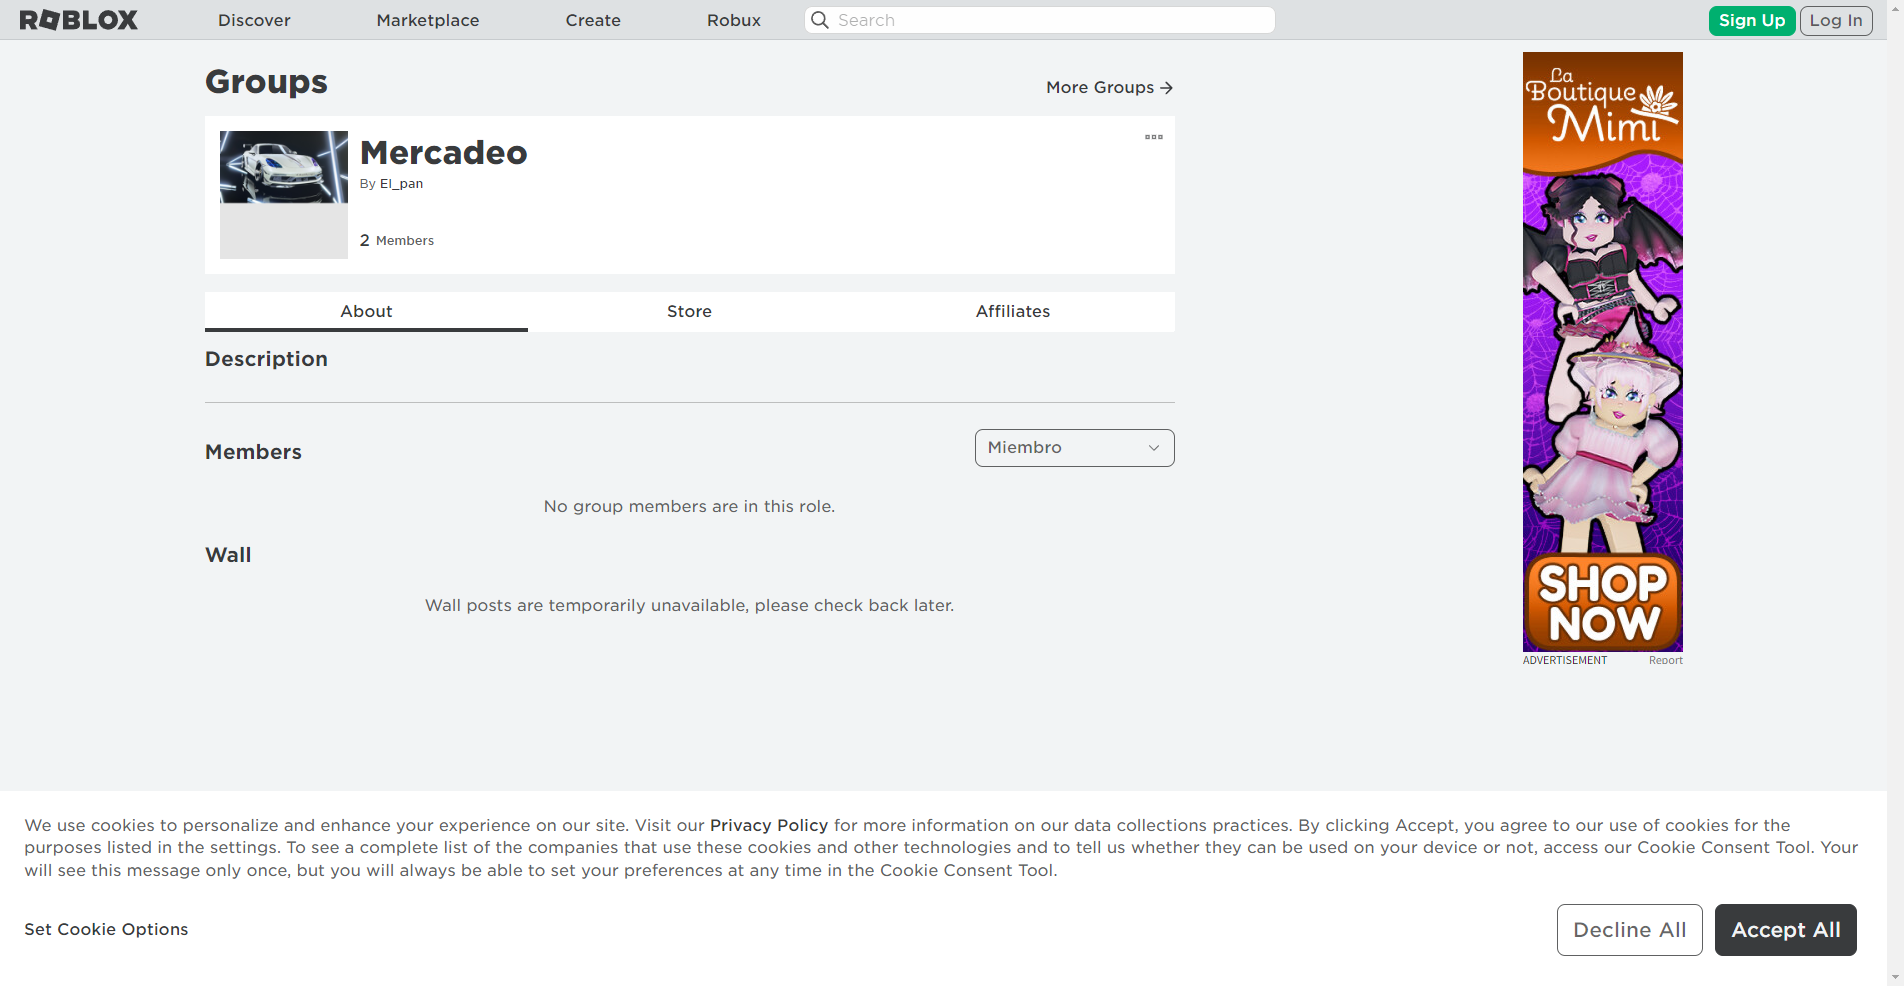 ROBLOX
Discover
Marketplace
Create
Robux
Search
Sign Up
Log In
Groups
More Groups
Mercadeo
By El_pan
2 Members
About
Store
Affiliates
Description
Members
Miembro
No group members are in this role.
Wall
Wall posts are temporarily unavailable, please check back later.
La
Boutique
Mimi
SHOP
NOW
ADVERTISEMENT
Report
We use cookies to personalize and enhance your experience on our site. Visit our Privacy Policy for more information on our data collections practices. By clicking Accept, you agree to our use of cookies for the
purposes listed in the settings. To see a complete list of the companies that use these cookies and other technologies and to tell us whether they can be used on your device or not, access our Cookie Consent Tool. Your
will see this message only once, but you will always be able to set your preferences at any time in the Cookie Consent Tool.
Set Cookie Options
Decline All
Accept All